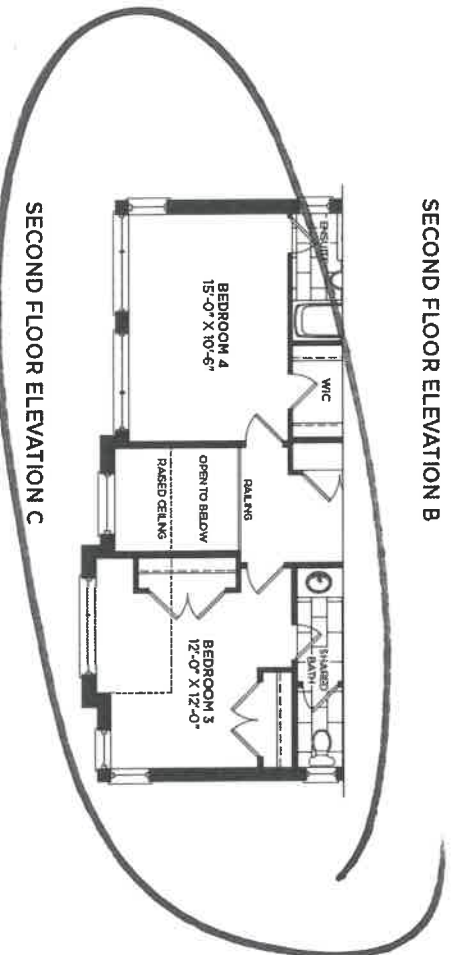 SECOND FLOOR ELEVATION B
ENSUITE
WIC
SHARED
BATH
BEDROOM 4
15'-0" X 10'-6"
RAILING
OPEN TO BELOW
RAISED CEILING
BEDROOM 3
12'-0" X 12'-0"
SECOND FLOOR ELEVATION C